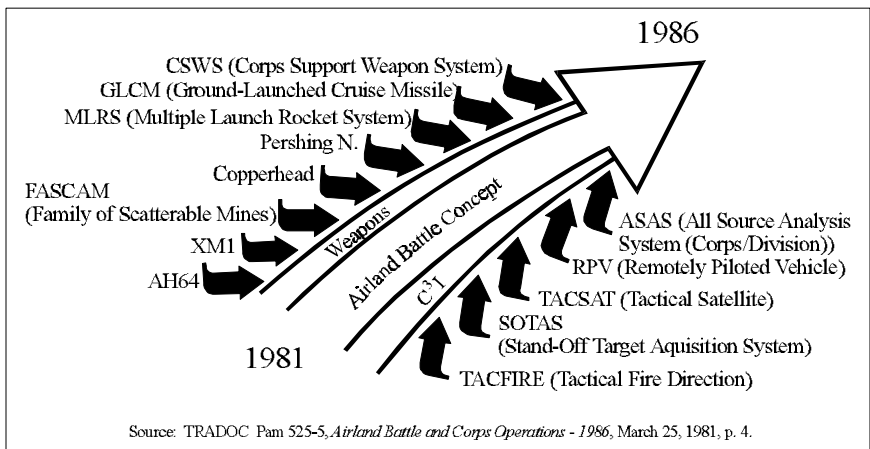 1986
CSWS (Corps Support Weapon System)
GLCM (Ground-Launched Cruise Missile)
MLRS (Multiple Launch Rocket System)
Pershing N.
Copperhead
FASCAM
(Family of Scatterable Mines)
XM1
AH64
Weapons
Airland Battle Concept
C³I
1981
ASAS (All Source Analysis
System (Corps/Division))
RPV (Remotely Piloted Vehicle)
TACSAT (Tactical Satellite)
SOTAS
(Stand-Off Target Aquisition System)
TACFIRE (Tactical Fire Direction)
Source: TRADOC Pam 525-5, Airland Battle and Corps Operations - 1986, March 25, 1981, p. 4.